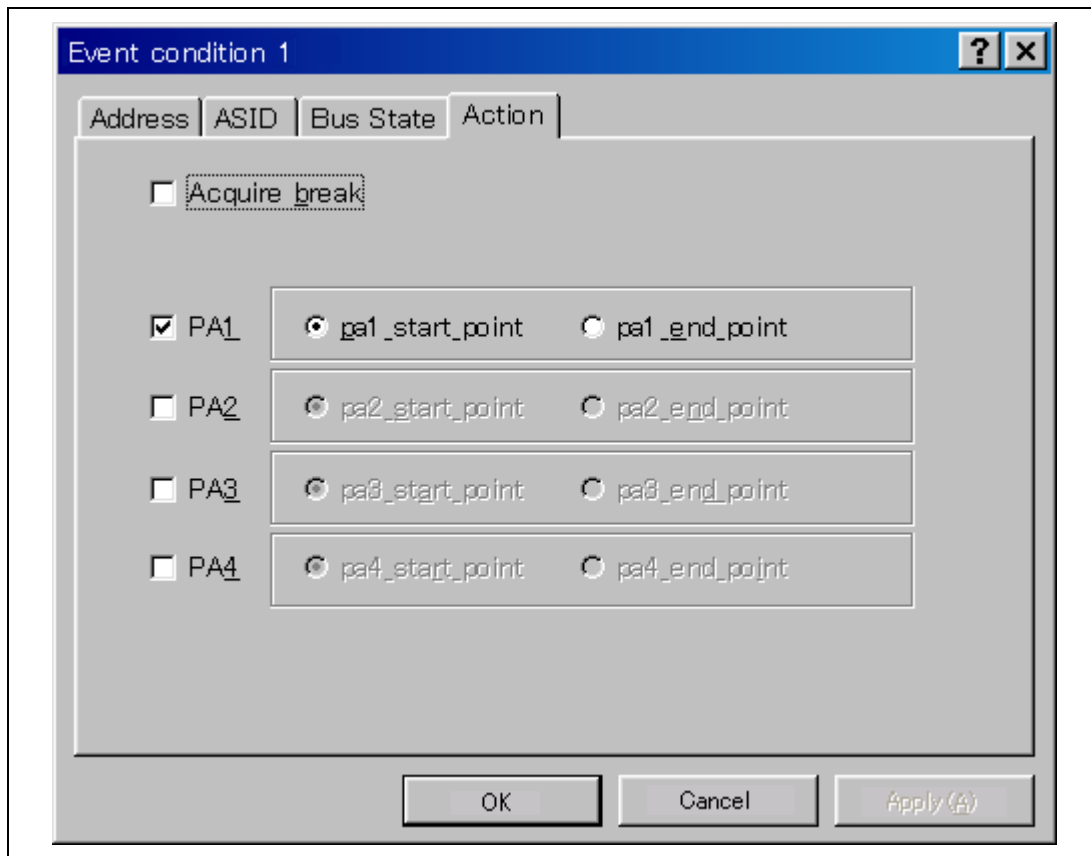 Event condition 1
Address ASID Bus State Action
Acquire break
PA1 pa1_start_point pa1_end_point
PA2 pa2_start_point pa2_end_point
PA3 pa3_start_point pa3_end_point
PA4 pa4_start_point pa4_end_point
OK Cancel Apply(A)